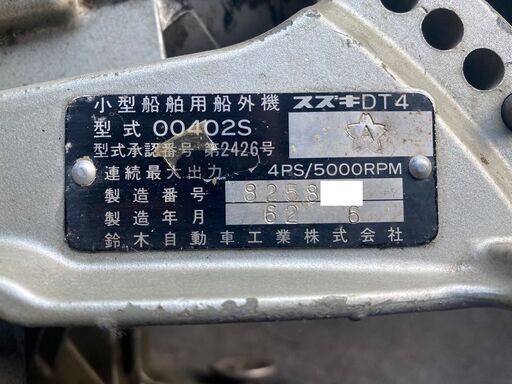 小型船舶用船外機 スズキDT4
型式 00402S
A
型式承認番号 第2426号
連続最大出力 4PS/5000RPM
製造番号 8258
製造年月 62 6
鈴木自動車工業株式会社